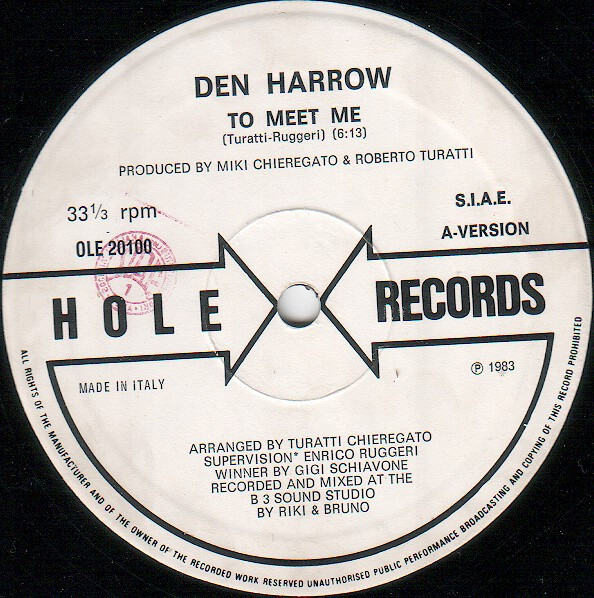 DEN HARROW
TO MEET ME
(Turatti-Ruggeri) (6:13)
PRODUCED BY MIKI CHIEREGATO & ROBERTO TURATTI
33 1/3 rpm
OLE 20100
S.I.A.E.
A-VERSION
HOLE RECORDS
MADE IN ITALY
℗ 1983
ARRANGED BY TURATTI CHIEREGATO
SUPERVISION* ENRICO RUGGERI
WINNER BY GIGI SCHIAVONE
RECORDED AND MIXED AT THE
B 3 SOUND STUDIO
BY RIKI & BRUNO
ALL RIGHTS OF THE MANUFACTURER AND OF THE OWNER OF THE RECORDED WORK RESERVED UNAUTHORISED PUBLIC PERFORMANCE BROADCASTING AND COPYING OF THIS RECORD PROHIBITED